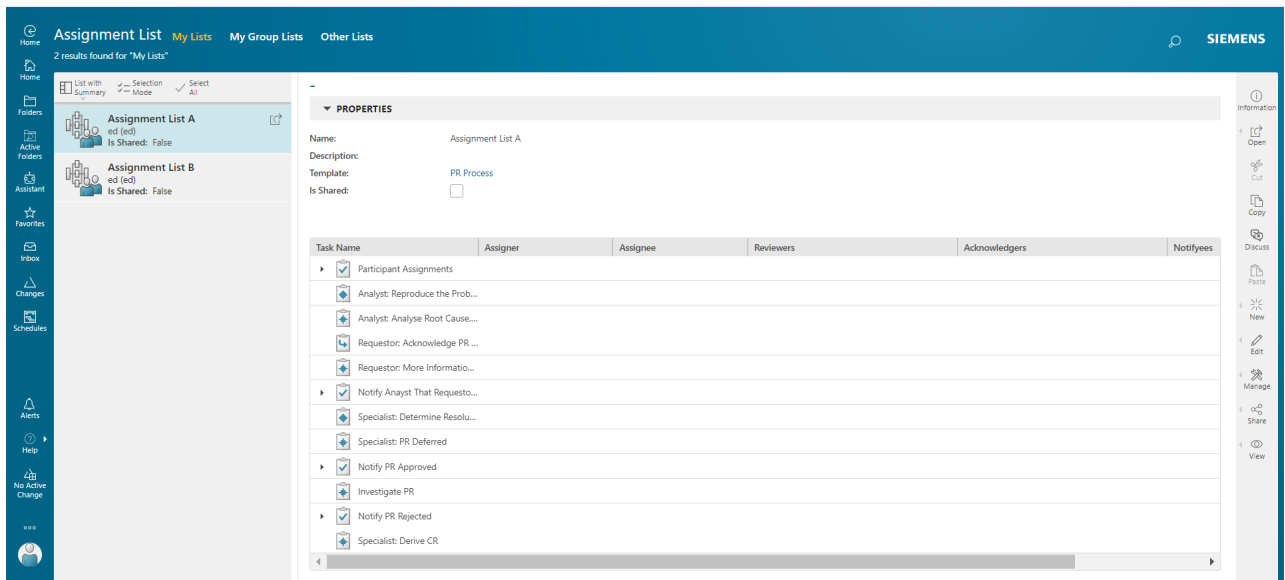 Assignment List My Lists My Group Lists Other Lists
2 results found for "My Lists"
SIEMENS
Home
Home
Folders
Active
Folders
Assistant
Favorites
Inbox
Changes
Schedules
Alerts
Help
No Active
Change
List with
Summary
Selection
Mode
Select
All
Assignment List A
ed (ed)
Is Shared: False
Assignment List B
ed (ed)
Is Shared: False
PROPERTIES
Name: Assignment List A
Description:
Template: PR Process
Is Shared:
Task Name Assigner Assignee Reviewers Acknowledgers Notifyees
Participant Assignments
Analyst: Reproduce the Prob...
Analyst: Analyse Root Cause,...
Requestor: Acknowledge PR ...
Requestor: More Informatio...
Notify Anayst That Requesto...
Specialist: Determine Resolu...
Specialist: PR Deferred
Notify PR Approved
Investigate PR
Notify PR Rejected
Specialist: Derive CR
Information
Open
Cut
Copy
Discuss
Paste
New
Edit
Manage
Share
View